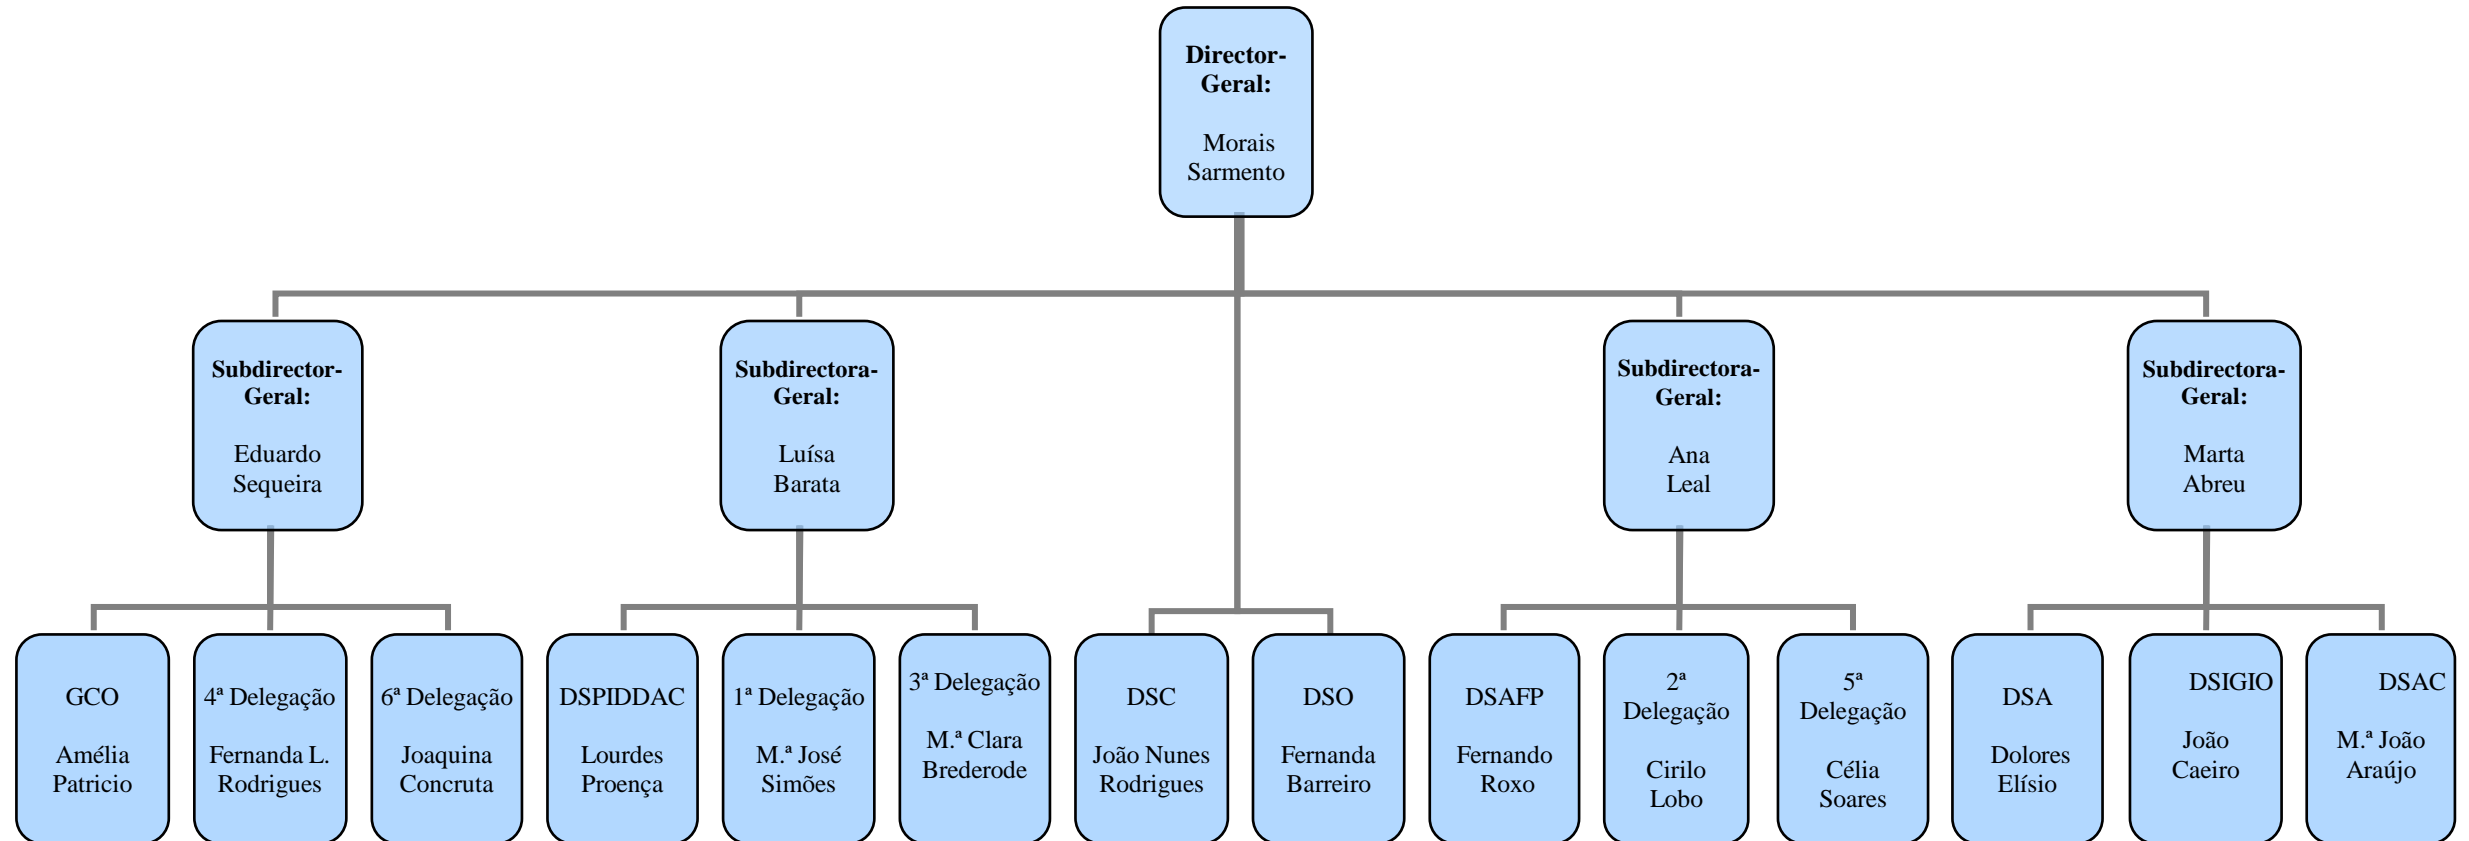 Director-
Geral:
Morais
Sarmento
Subdirector-
Geral:
Eduardo
Sequeira
Subdirectora-
Geral:
Luísa
Barata
Subdirectora-
Geral:
Ana
Leal
Subdirectora-
Geral:
Marta
Abreu
GCO
Amélia
Patricio
4ª Delegação
Fernanda L.
Rodrigues
6ª Delegação
Joaquina
Concruta
DSPIDDAC
Lourdes
Proença
1ª Delegação
M.ª José
Simões
3ª Delegação
M.ª Clara
Brederode
DSC
João Nunes
Rodrigues
DSO
Fernanda
Barreiro
DSAFP
Fernando
Roxo
2ª
Delegação
Cirilo
Lobo
5ª
Delegação
Célia
Soares
DSA
Dolores
Elísio
DSIGIO
João
Caeiro
DSAC
M.ª João
Araújo